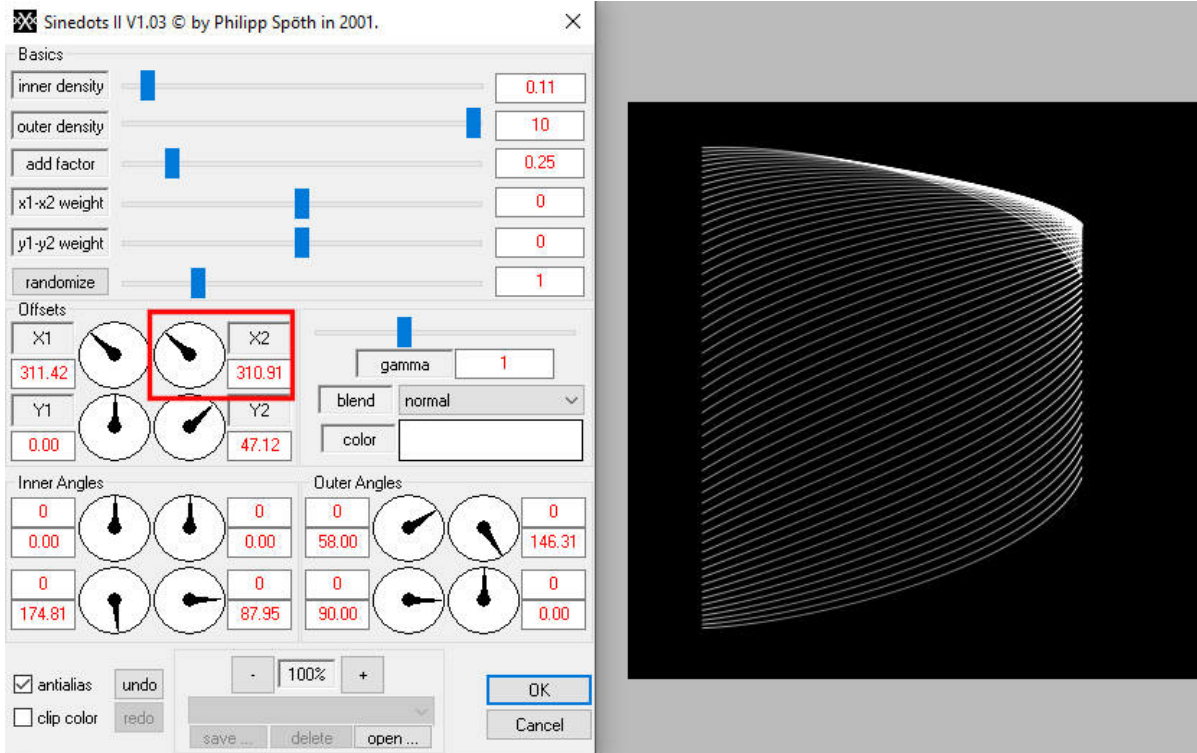 Sinedots II V1.03 © by Philipp Spöth in 2001.
Basics
inner density 0.11
outer density 10
add factor 0.25
x1-x2 weight 0
y1-y2 weight 0
randomize 1
Offsets
X1 X2
311.42 310.91
gamma 1
Y1 Y2
blend normal
0.00 47.12
color
Inner Angles Outer Angles
0 0 0 0
0.00 0.00 58.00 146.31
0 0 0 0
174.81 87.95 90.00 0.00
antialias undo - 100% + OK
clip color redo Cancel
save ... delete open ...